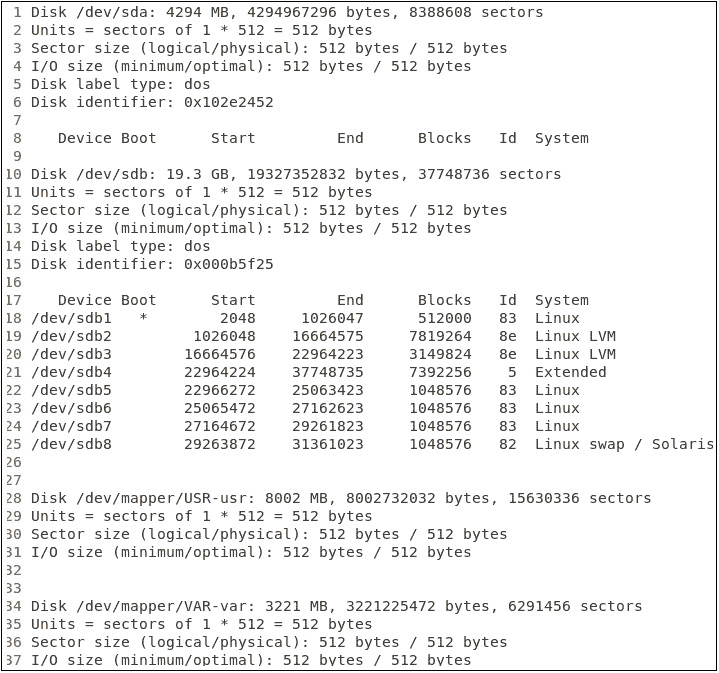 1 Disk /dev/sda: 4294 MB, 4294967296 bytes, 8388608 sectors
2 Units = sectors of 1 * 512 = 512 bytes
3 Sector size (logical/physical): 512 bytes / 512 bytes
4 I/O size (minimum/optimal): 512 bytes / 512 bytes
5 Disk label type: dos
6 Disk identifier: 0x102e2452
7
8    Device Boot      Start         End      Blocks   Id  System
9
10 Disk /dev/sdb: 19.3 GB, 19327352832 bytes, 37748736 sectors
11 Units = sectors of 1 * 512 = 512 bytes
12 Sector size (logical/physical): 512 bytes / 512 bytes
13 I/O size (minimum/optimal): 512 bytes / 512 bytes
14 Disk label type: dos
15 Disk identifier: 0x000b5f25
16
17    Device Boot      Start         End      Blocks   Id  System
18 /dev/sdb1   *        2048     1026047      512000   83  Linux
19 /dev/sdb2         1026048    16664575     7819264   8e  Linux LVM
20 /dev/sdb3        16664576    22964223     3149824   8e  Linux LVM
21 /dev/sdb4        22964224    37748735     7392256    5  Extended
22 /dev/sdb5        22966272    25063423     1048576   83  Linux
23 /dev/sdb6        25065472    27162623     1048576   83  Linux
24 /dev/sdb7        27164672    29261823     1048576   83  Linux
25 /dev/sdb8        29263872    31361023     1048576   82  Linux swap / Solaris
26
27
28 Disk /dev/mapper/USR-usr: 8002 MB, 8002732032 bytes, 15630336 sectors
29 Units = sectors of 1 * 512 = 512 bytes
30 Sector size (logical/physical): 512 bytes / 512 bytes
31 I/O size (minimum/optimal): 512 bytes / 512 bytes
32
33
34 Disk /dev/mapper/VAR-var: 3221 MB, 3221225472 bytes, 6291456 sectors
35 Units = sectors of 1 * 512 = 512 bytes
36 Sector size (logical/physical): 512 bytes / 512 bytes
37 I/O size (minimum/optimal): 512 bytes / 512 bytes